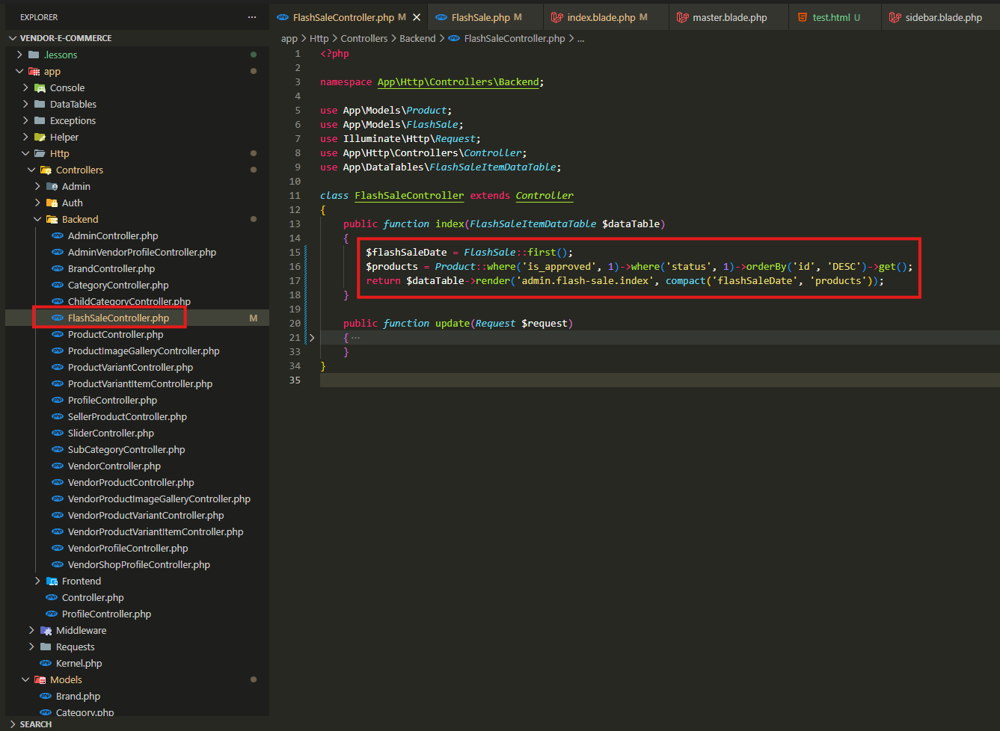 EXPLORER
VENDOR-E-COMMERCE
.lessons
app
Console
DataTables
Exceptions
Helper
Http
Controllers
Admin
Auth
Backend
AdminController.php
AdminVendorProfileController.php
BrandController.php
CategoryController.php
ChildCategoryController.php
FlashSaleController.php M
ProductController.php
ProductImageGalleryController.php
ProductVariantController.php
ProductVariantItemController.php
ProfileController.php
SellerProductController.php
SliderController.php
SubCategoryController.php
VendorController.php
VendorProductController.php
VendorProductImageGalleryController.php
VendorProductVariantController.php
VendorProductVariantItemController.php
VendorProfileController.php
VendorShopProfileController.php
Frontend
Controller.php
ProfileController.php
Middleware
Requests
Kernel.php
Models
Brand.php
Category.php
SEARCH
FlashSaleController.php M FlashSale.php M index.blade.php M master.blade.php test.html U sidebar.blade.php
app > Http > Controllers > Backend > FlashSaleController.php > ...
1 <?php
2
3 namespace App\Http\Controllers\Backend;
4
5 use App\Models\Product;
6 use App\Models\FlashSale;
7 use Illuminate\Http\Request;
8 use App\Http\Controllers\Controller;
9 use App\DataTables\FlashSaleItemDataTable;
10
11 class FlashSaleController extends Controller
12 {
13 public function index(FlashSaleItemDataTable $dataTable)
14 {
15 $flashSaleDate = FlashSale::first();
16 $products = Product::where('is_approved', 1)->where('status', 1)->orderBy('id', 'DESC')->get();
17 return $dataTable->render('admin.flash-sale.index', compact('flashSaleDate', 'products'));
18 }
19
20 public function update(Request $request)
21 { ...
33 }
34 }
35